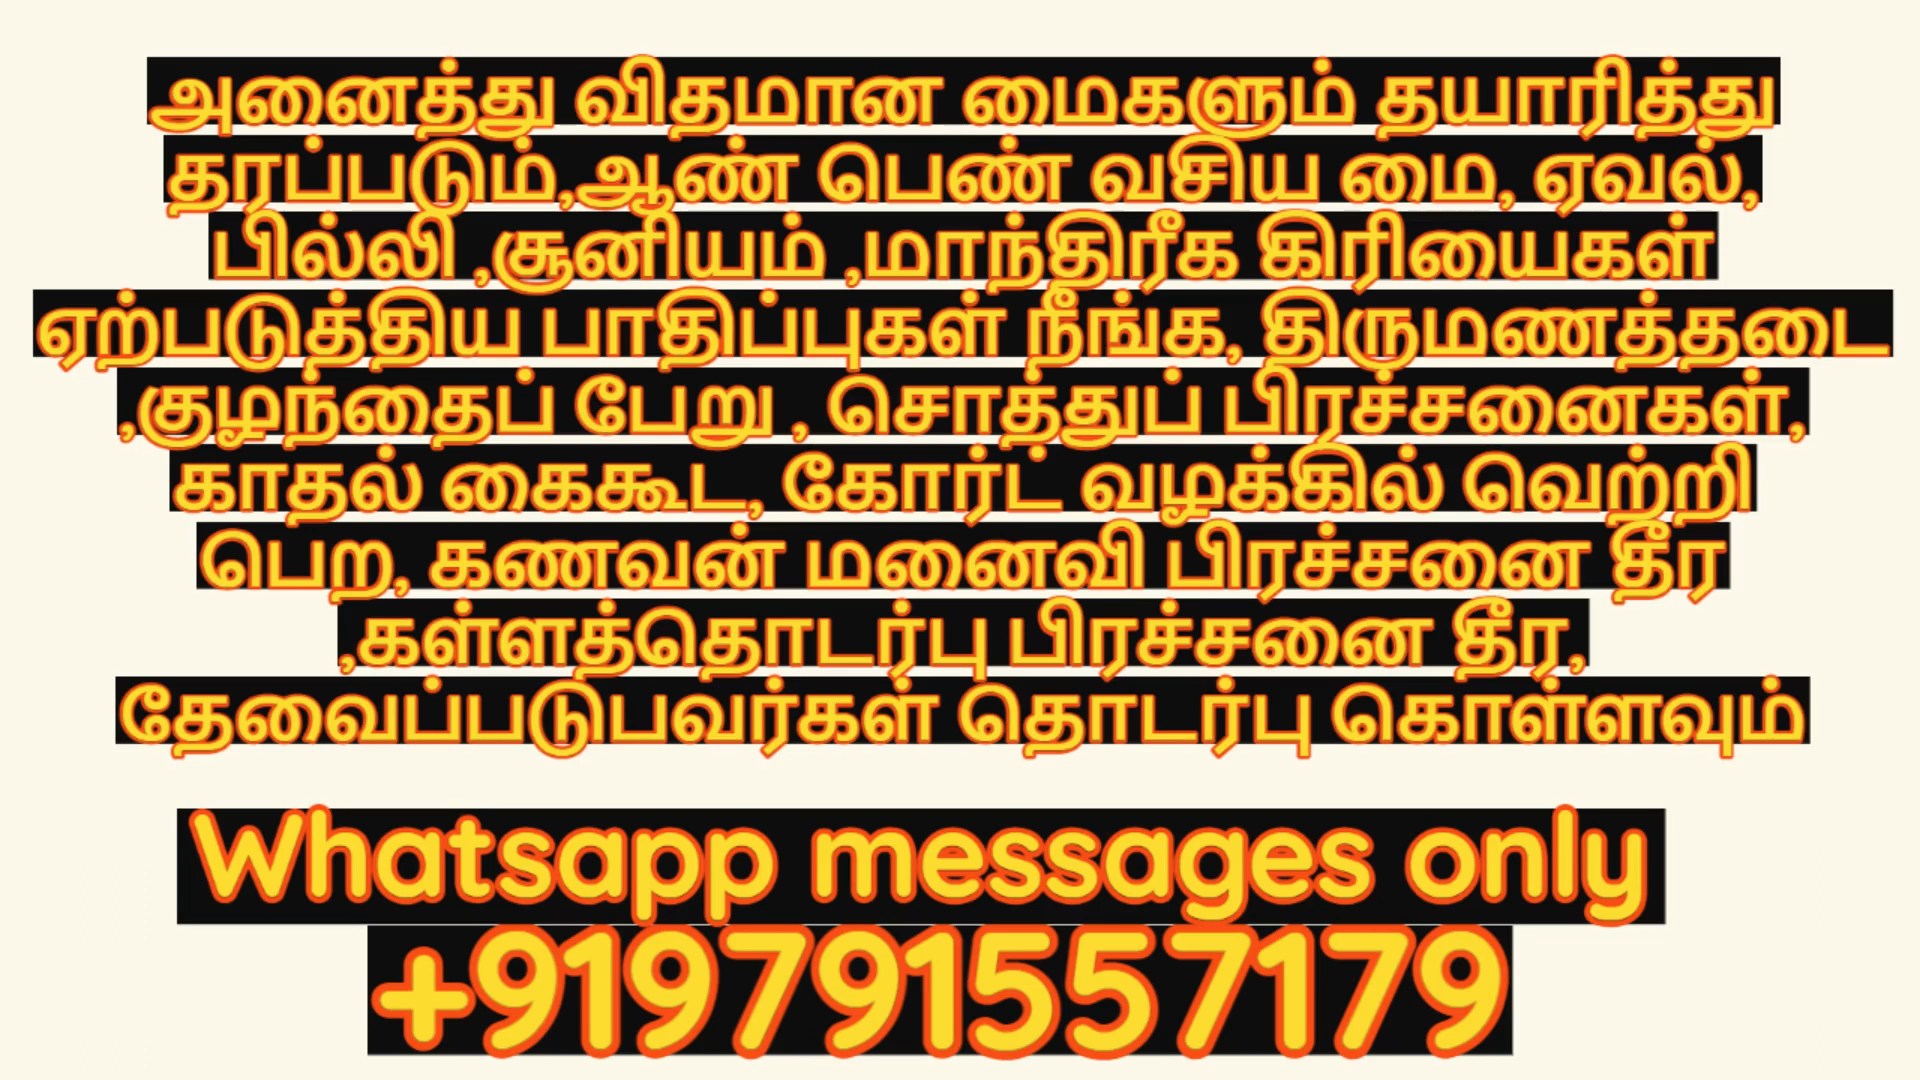 அனைத்து விதமான மைகளும் தயாரித்து
தரப்படும்,ஆண் பெண் வசிய மை, ஏவல்,
பில்லி ,சூனியம் ,மாந்திரீக கிரியைகள்
ஏற்படுத்திய பாதிப்புகள் நீங்க, திருமணத்தடை
,குழந்தைப் பேறு , சொத்துப் பிரச்சனைகள்,
காதல் கைகூட, கோர்ட் வழக்கில் வெற்றி
பெற, கணவன் மனைவி பிரச்சனை தீர
,கள்ளத்தொடர்பு பிரச்சனை தீர,
தேவைப்படுபவர்கள் தொடர்பு கொள்ளவும்
Whatsapp messages only
+919791557179